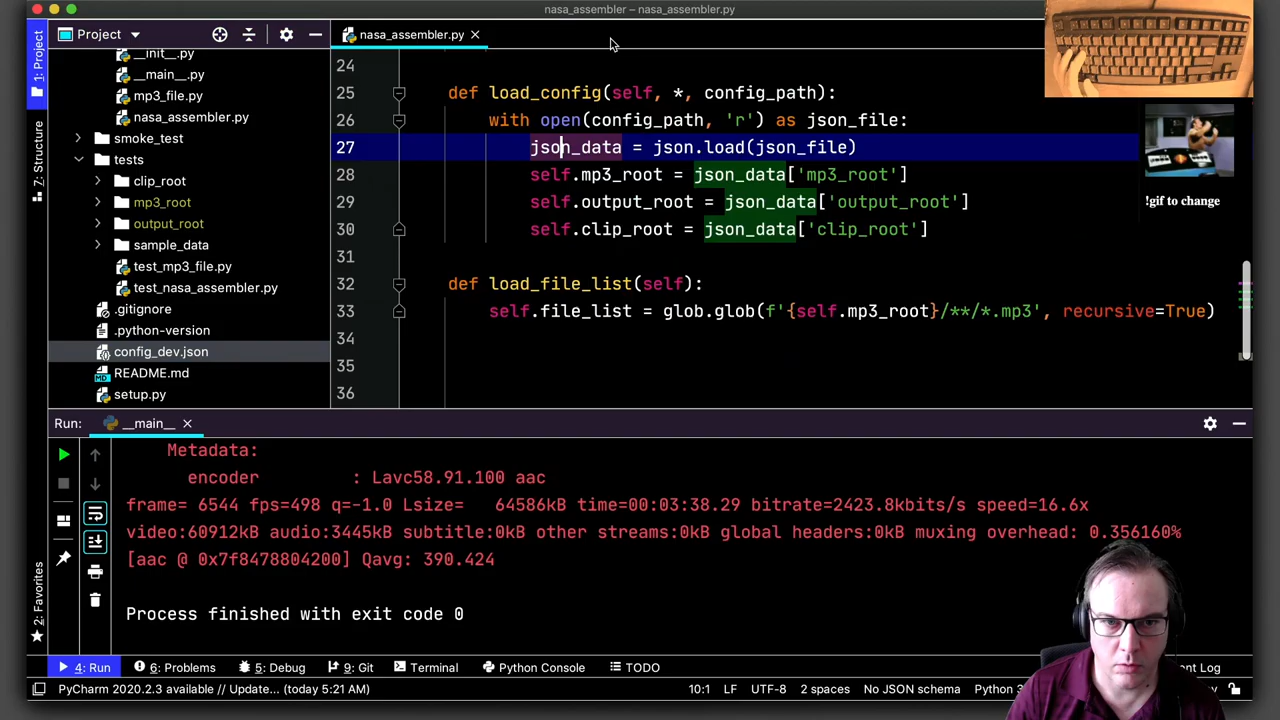 nasa_assembler – nasa_assembler.py
Project
nasa_assembler.py
1: Project
7: Structure
2: Favorites
__init__.py
__main__.py
mp3_file.py
nasa_assembler.py
smoke_test
tests
clip_root
mp3_root
output_root
sample_data
test_mp3_file.py
test_nasa_assembler.py
.gitignore
.python-version
config_dev.json
README.md
setup.py
24
25 def load_config(self, *, config_path):
26 with open(config_path, 'r') as json_file:
27 json_data = json.load(json_file)
28 self.mp3_root = json_data['mp3_root']
29 self.output_root = json_data['output_root']
30 self.clip_root = json_data['clip_root']
31
32 def load_file_list(self):
33 self.file_list = glob.glob(f'{self.mp3_root}/**/*.mp3', recursive=True)
34
35
36
!gif to change
Run: __main__
Metadata:
encoder : Lavc58.91.100 aac
frame= 6544 fps=498 q=-1.0 Lsize= 64586kB time=00:03:38.29 bitrate=2423.8kbits/s speed=16.6x
video:60912kB audio:3445kB subtitle:0kB other streams:0kB global headers:0kB muxing overhead: 0.356160%
[aac @ 0x7f8478804200] Qavg: 390.424
Process finished with exit code 0
4: Run 6: Problems 5: Debug 9: Git Terminal Python Console TODO nt Log
PyCharm 2020.2.3 available // Update... (today 5:21 AM) 10:1 LF UTF-8 2 spaces No JSON schema Python